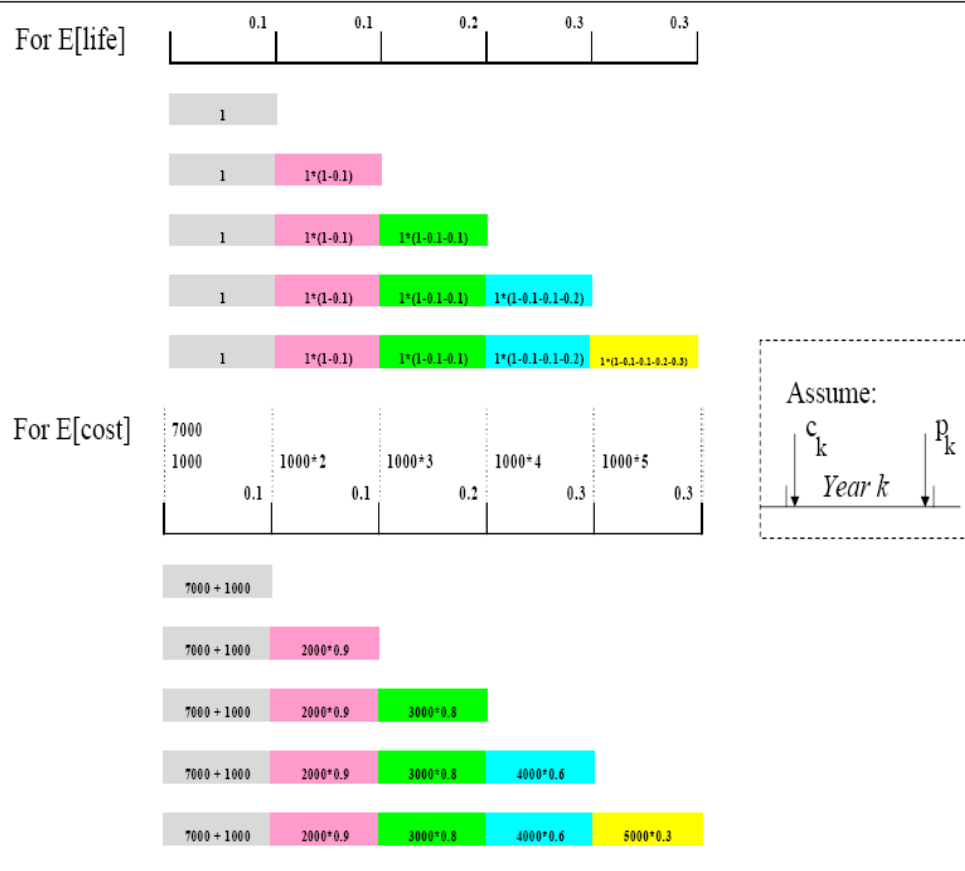 For E[life]
0.1 0.1 0.2 0.3 0.3
1
1 1*(1-0.1)
1 1*(1-0.1) 1*(1-0.1-0.1)
1 1*(1-0.1) 1*(1-0.1-0.1) 1*(1-0.1-0.1-0.2)
1 1*(1-0.1) 1*(1-0.1-0.1) 1*(1-0.1-0.1-0.2) 1*(1-0.1-0.1-0.2-0.3)
Assume:
c_k p_k
Year k
For E[cost]
7000
1000 1000*2 1000*3 1000*4 1000*5
0.1 0.1 0.2 0.3 0.3
7000 + 1000
7000 + 1000 2000*0.9
7000 + 1000 2000*0.9 3000*0.8
7000 + 1000 2000*0.9 3000*0.8 4000*0.6
7000 + 1000 2000*0.9 3000*0.8 4000*0.6 5000*0.3